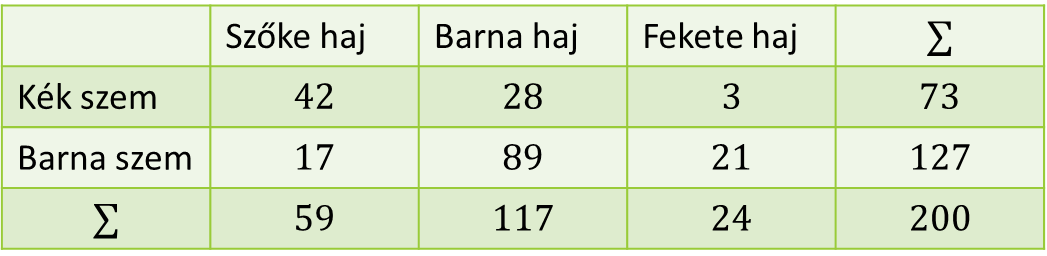 Szőke haj Barna haj Fekete haj ∑
Kék szem 42 28 3 73
Barna szem 17 89 21 127
∑ 59 117 24 200